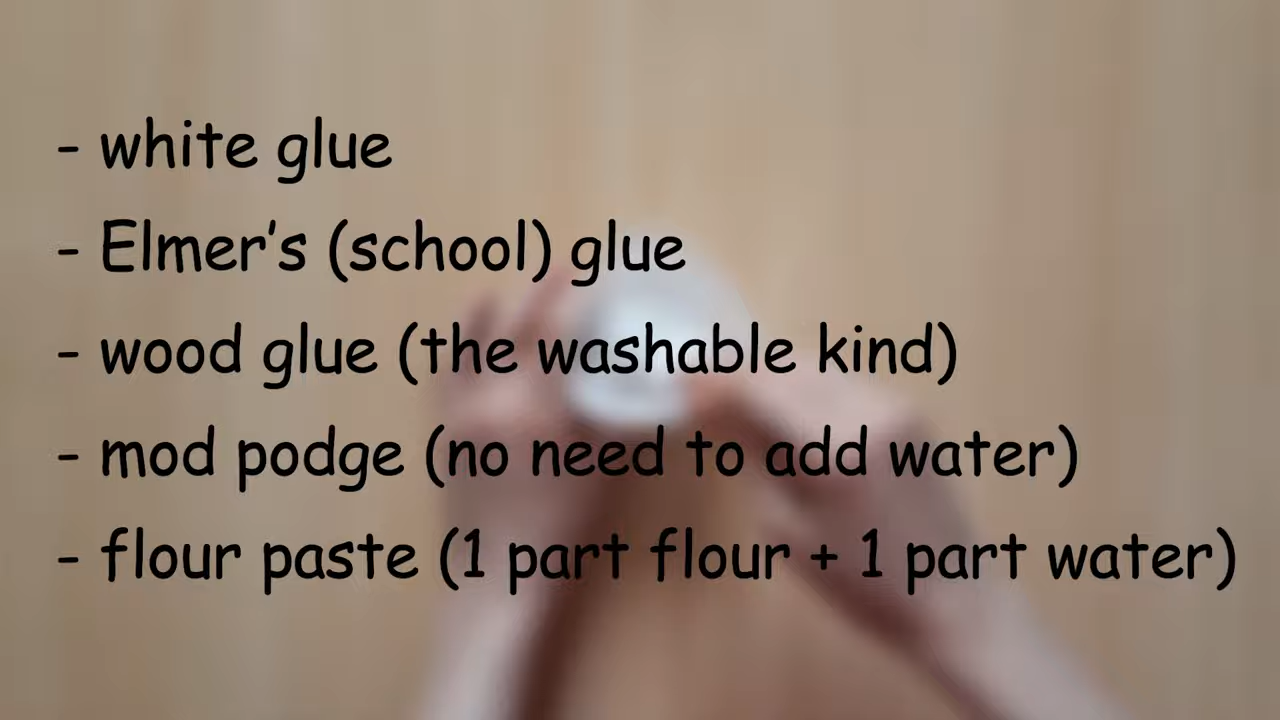 - white glue
- Elmer’s (school) glue
- wood glue (the washable kind)
- mod podge (no need to add water)
- flour paste (1 part flour + 1 part water)